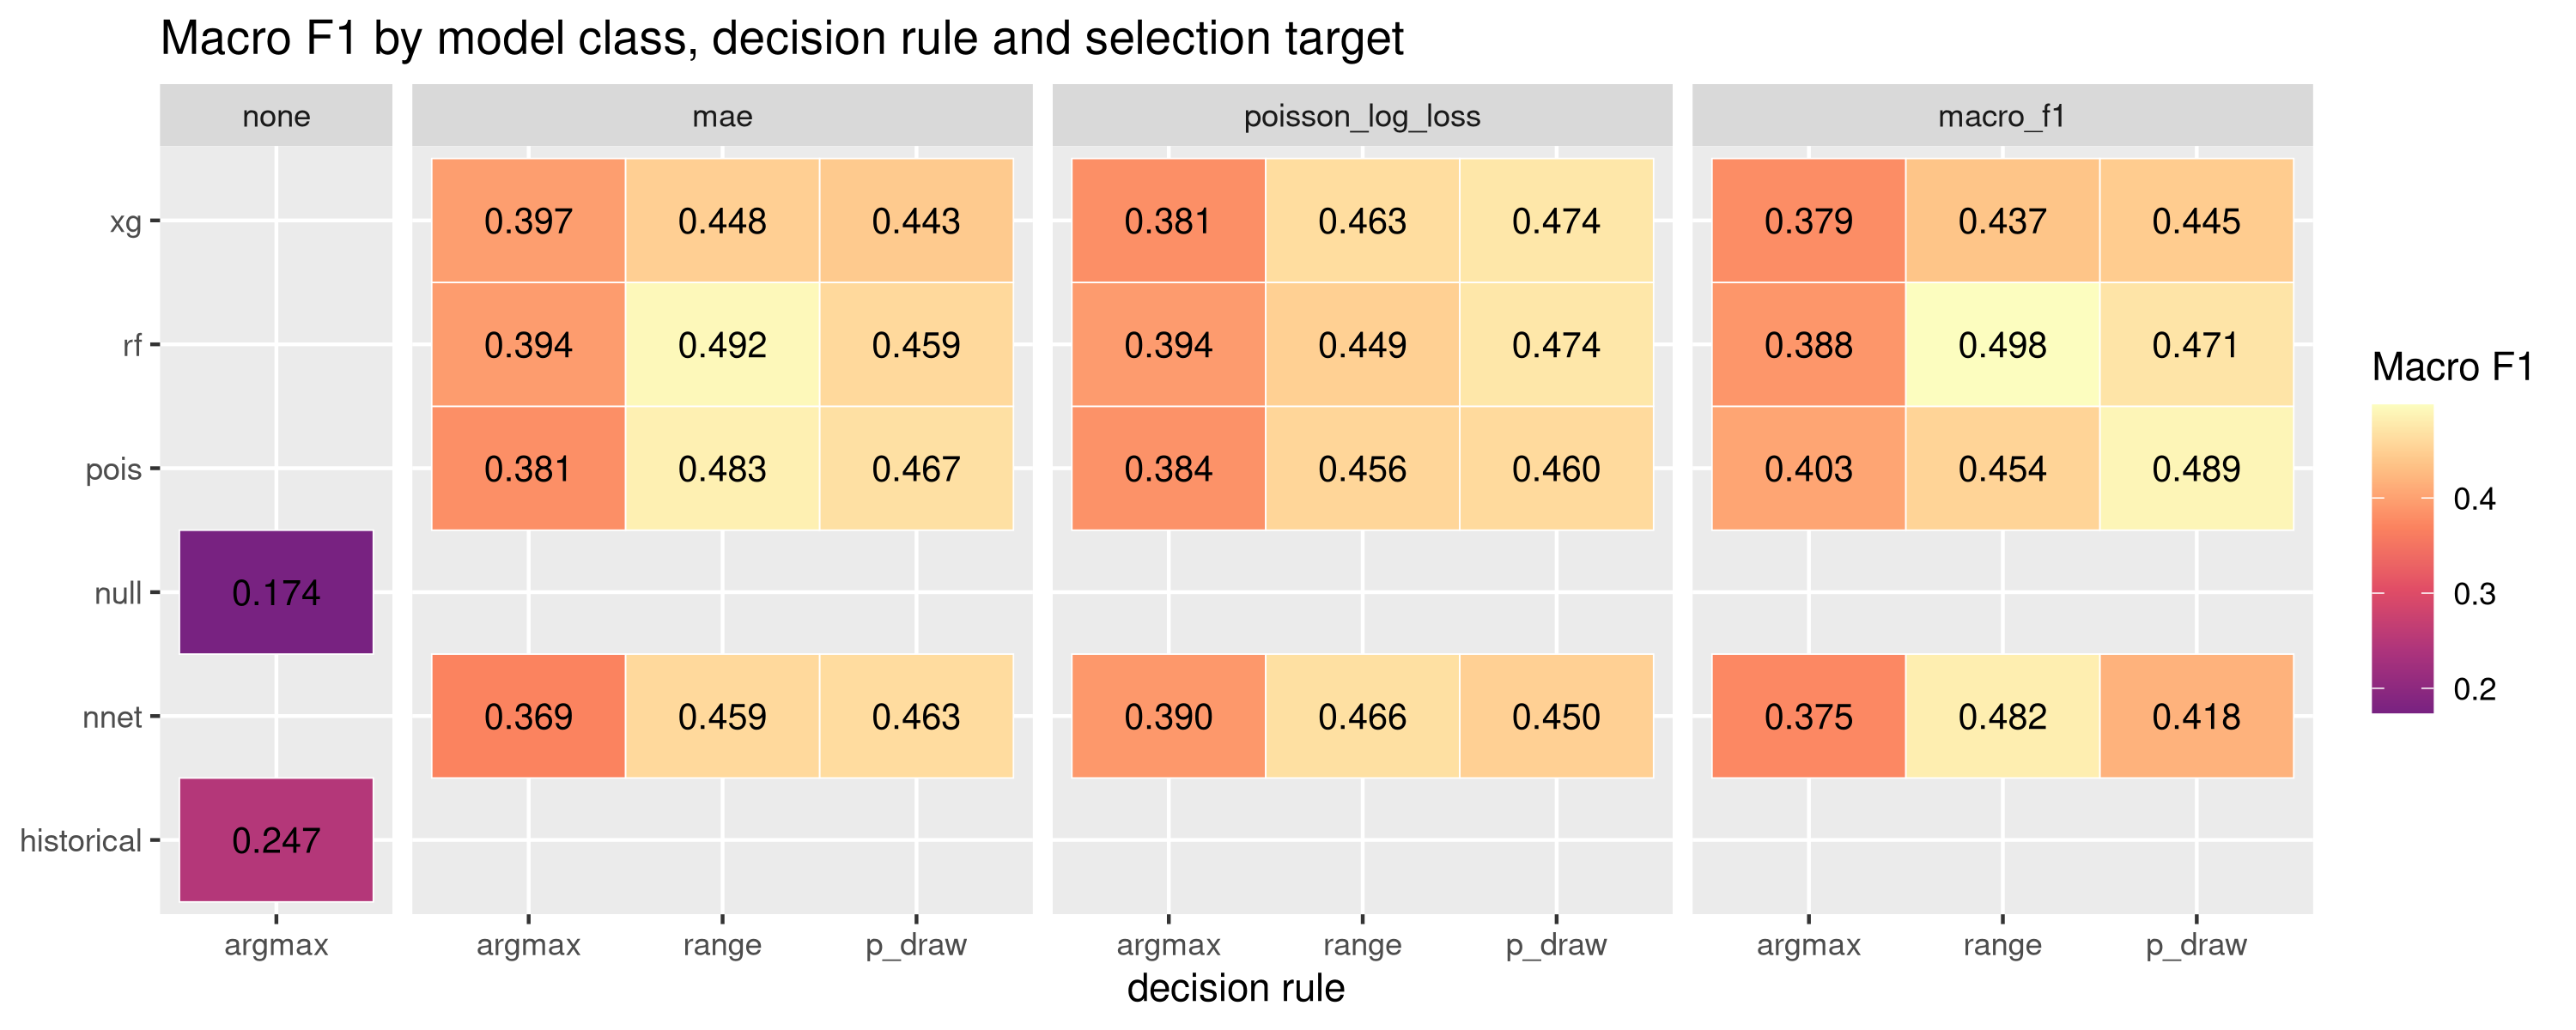 Macro F1 by model class, decision rule and selection target
none mae poisson_log_loss macro_f1
xg 0.397 0.448 0.443 0.381 0.463 0.474 0.379 0.437 0.445
rf 0.394 0.492 0.459 0.394 0.449 0.474 0.388 0.498 0.471
pois 0.381 0.483 0.467 0.384 0.456 0.460 0.403 0.454 0.489
null 0.174
nnet 0.369 0.459 0.463 0.390 0.466 0.450 0.375 0.482 0.418
historical 0.247
argmax argmax range p_draw argmax range p_draw argmax range p_draw
decision rule
Macro F1
0.4
0.3
0.2